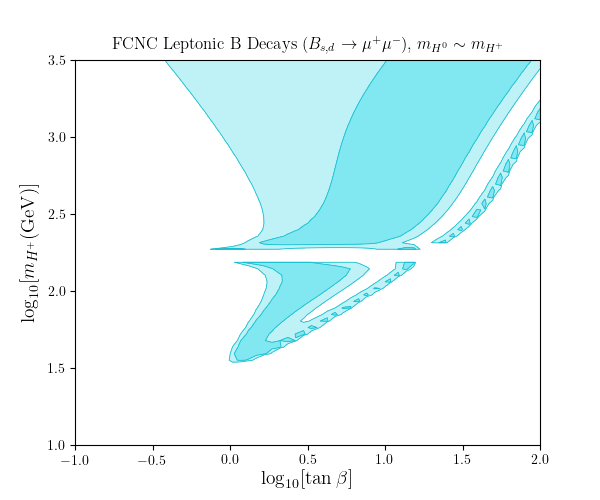 FCNC Leptonic B Decays (B_{s,d} → μ⁺μ⁻), m_{H⁰} ∼ m_{H⁺}
3.5
3.0
2.5
2.0
1.5
1.0
log₁₀[m_{H⁺}(GeV)]
−1.0 −0.5 0.0 0.5 1.0 1.5 2.0
log₁₀[tan β]